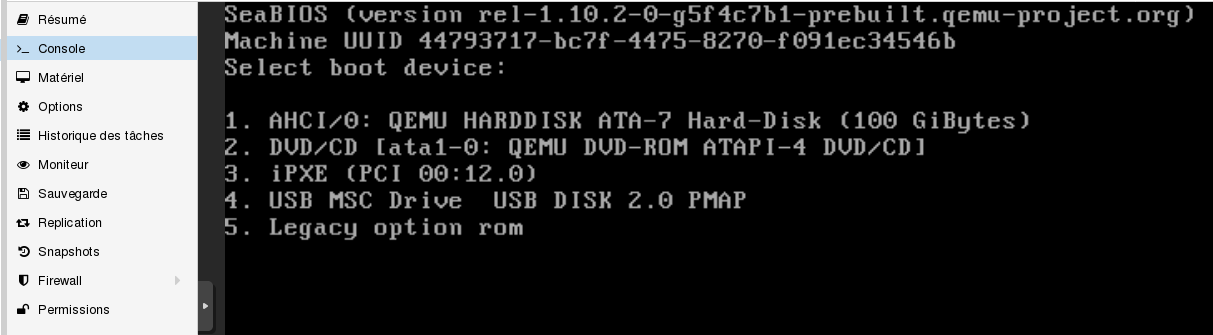 Résumé
Console
Matériel
Options
Historique des tâches
Moniteur
Sauvegarde
Replication
Snapshots
Firewall
Permissions
SeaBIOS (version rel-1.10.2-0-g5f4c7b1-prebuilt.qemu-project.org)
Machine UUID 44793717-bc7f-4475-8270-f091ec34546b
Select boot device:
1. AHCI/0: QEMU HARDDISK ATA-7 Hard-Disk (100 GiBytes)
2. DVD/CD [ata1-0: QEMU DVD-ROM ATAPI-4 DVD/CD]
3. iPXE (PCI 00:12.0)
4. USB MSC Drive  USB DISK 2.0 PMAP
5. Legacy option rom